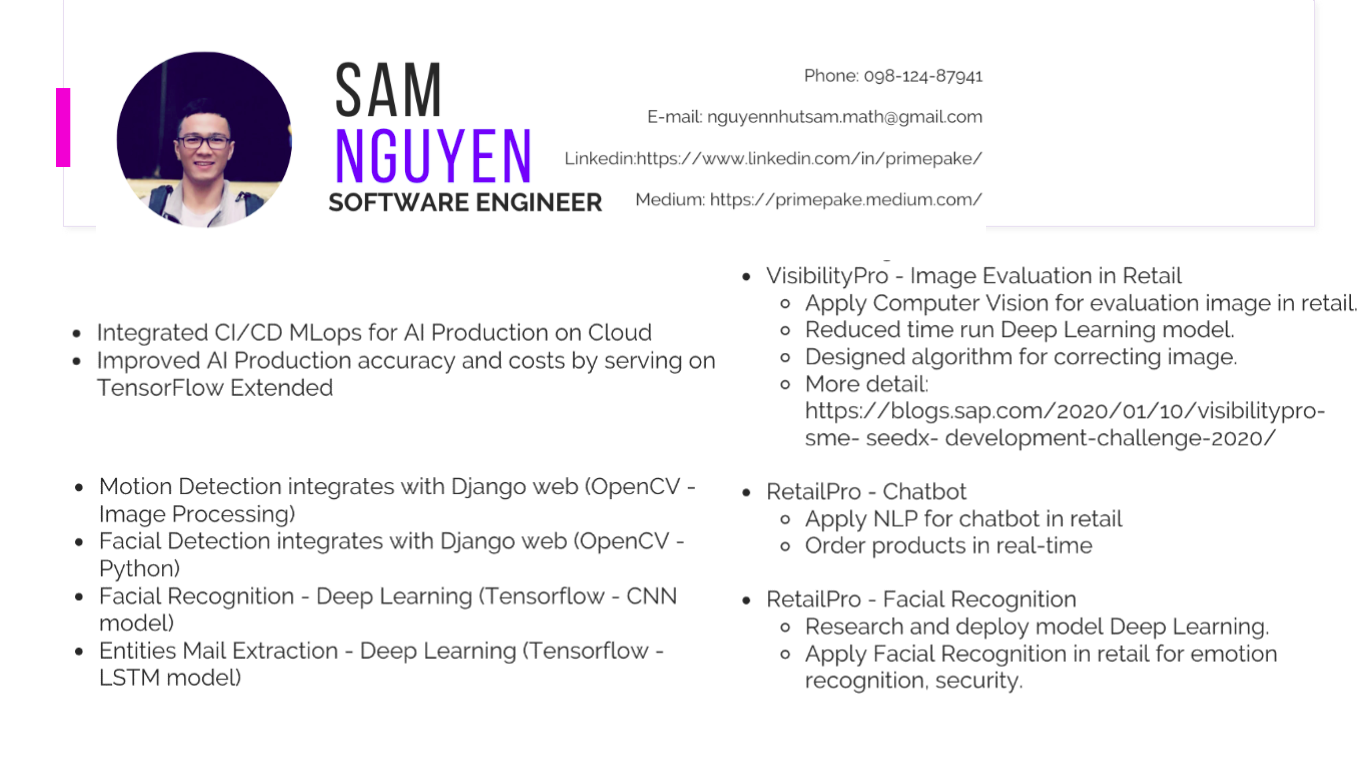 SAM
NGUYEN
SOFTWARE ENGINEER
Phone: 098-124-87941
E-mail: nguyennhutsam.math@gmail.com
Linkedin:https://www.linkedin.com/in/primepake/
Medium: https://primepake.medium.com/
• Integrated CI/CD MLops for AI Production on Cloud
• Improved AI Production accuracy and costs by serving on
TensorFlow Extended
• Motion Detection integrates with Django web (OpenCV -
Image Processing)
• Facial Detection integrates with Django web (OpenCV -
Python)
• Facial Recognition - Deep Learning (Tensorflow - CNN
model)
• Entities Mail Extraction - Deep Learning (Tensorflow -
LSTM model)
• VisibilityPro - Image Evaluation in Retail
◦ Apply Computer Vision for evaluation image in retail.
◦ Reduced time run Deep Learning model.
◦ Designed algorithm for correcting image.
◦ More detail:
https://blogs.sap.com/2020/01/10/visibilitypro-
sme- seedx- development-challenge-2020/
• RetailPro - Chatbot
◦ Apply NLP for chatbot in retail
◦ Order products in real-time
• RetailPro - Facial Recognition
◦ Research and deploy model Deep Learning.
◦ Apply Facial Recognition in retail for emotion
recognition, security.